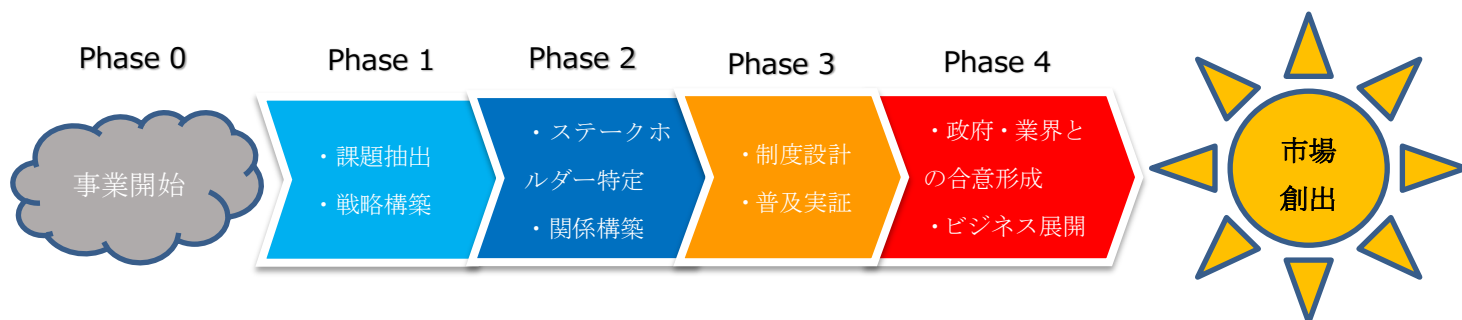 Phase 0
Phase 1
Phase 2
Phase 3
Phase 4
事業開始
・課題抽出
・戦略構築
・ステークホ
ルダー特定
・関係構築
・制度設計
・普及実証
・政府・業界と
の合意形成
・ビジネス展開
市場
創出